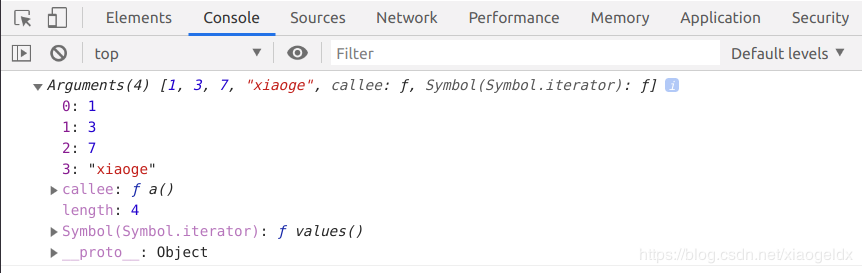 Elements Console Sources Network Performance Memory Application Security
top Filter Default levels
Arguments(4) [1, 3, 7, "xiaoge", callee: ƒ, Symbol(Symbol.iterator): ƒ] i
0: 1
1: 3
2: 7
3: "xiaoge"
callee: ƒ a()
length: 4
Symbol(Symbol.iterator): ƒ values()
__proto__: Object
https://blog.csdn.net/xiaogeldx